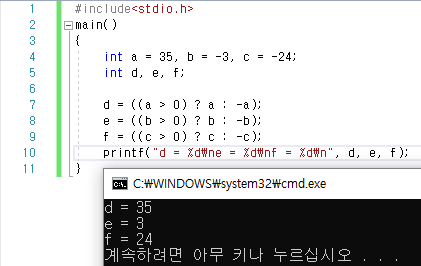 1 #include<stdio.h>
2 main()
3 {
4 int a = 35, b = -3, c = -24;
5 int d, e, f;
6
7 d = ((a > 0) ? a : -a);
8 e = ((b > 0) ? b : -b);
9 f = ((c > 0) ? c : -c);
10 printf("d = %d₩ne = %d₩nf = %d₩n", d, e, f);
11 }
C:₩WINDOWS₩system32₩cmd.exe
d = 35
e = 3
f = 24
계속하려면 아무 키나 누르십시오 . . .